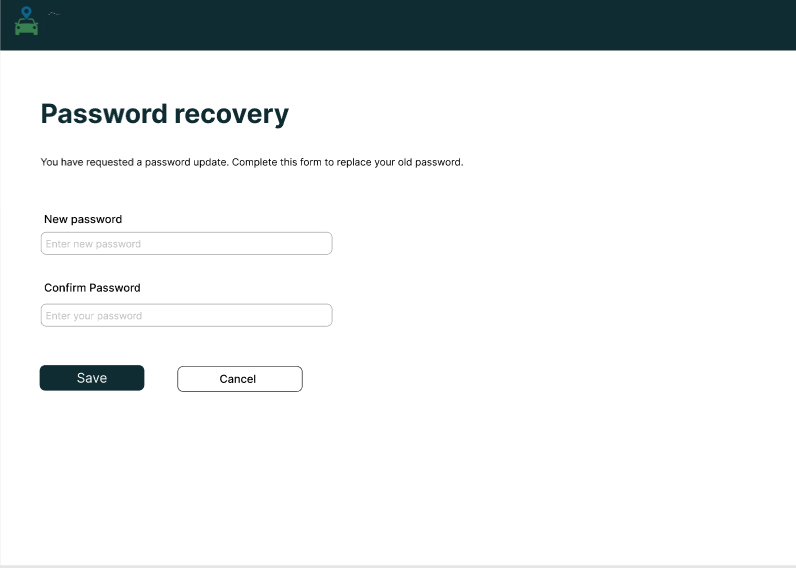 Password recovery
You have requested a password update. Complete this form to replace your old password.
New password
Enter new password
Confirm Password
Enter your password
Save
Cancel